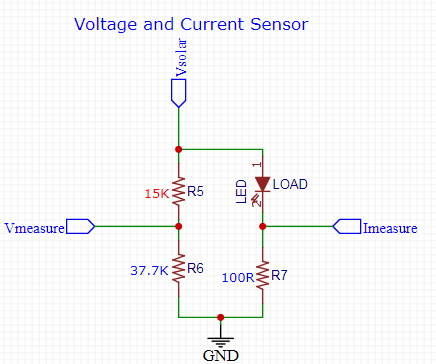 Voltage and Current Sensor
Vsolar
1
15K R5
LED LOAD
2
Vmeasure
Imeasure
37.7K R6
100R R7
GND